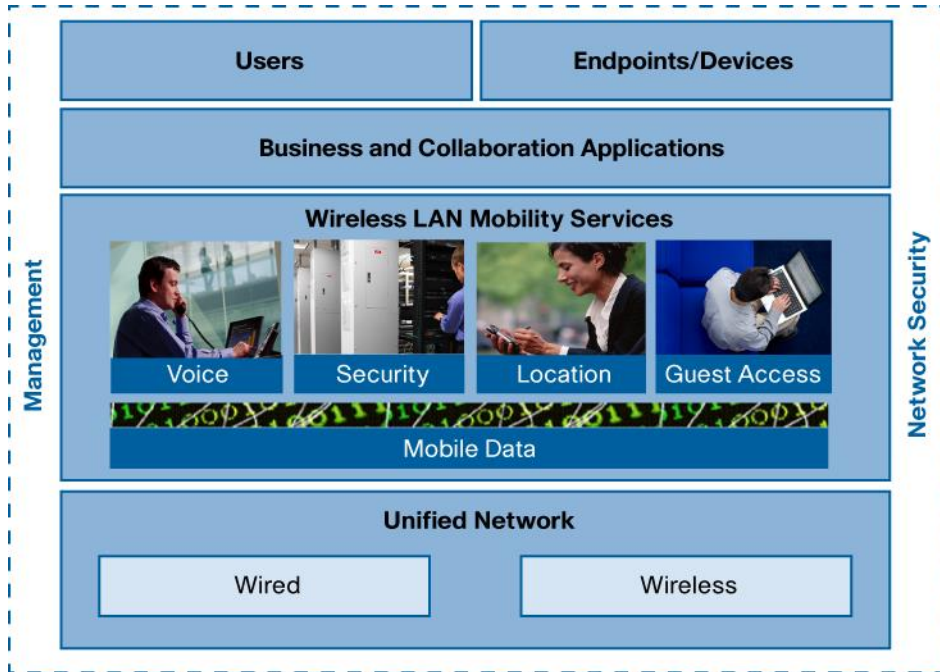 Users
Endpoints/Devices
Business and Collaboration Applications
Wireless LAN Mobility Services
Management
Network Security
Voice
Security
Location
Guest Access
Mobile Data
Unified Network
Wired
Wireless